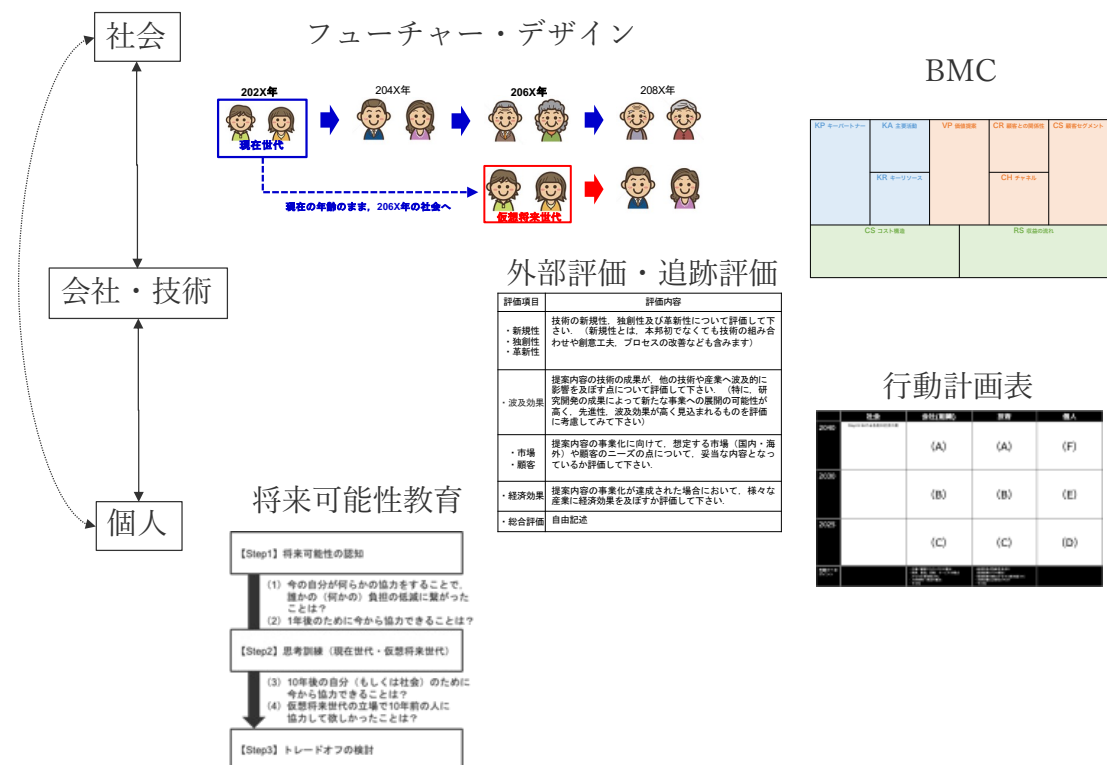 社会
フューチャー・デザイン
BMC
202X年
204X年
206X年
208X年
現在世代
現在の年齢のまま，206X年の社会へ
仮想将来世代
KP キーパートナー
KA 主要活動
VP 価値提案
CR 顧客との関係性
CS 顧客セグメント
KR キーリソース
CH チャネル
CS コスト構造
RS 収益の流れ
会社・技術
外部評価・追跡評価
評価項目
評価内容
・新規性
・独創性
・革新性
技術の新規性，独創性及び革新性について評価して下
さい．（新規性とは，本邦初でなくても技術の組み合
わせや創意工夫，プロセスの改善なども含みます）
・波及効果
提案内容の技術の成果が，他の技術や産業へ波及的に
影響を及ぼす点について評価して下さい．（特に，研
究開発の成果によって新たな事業への展開の可能性が
高く，先進性，波及効果が高く見込まれるものを評価
に考慮してみて下さい）
・市場
・顧客
提案内容の事業化に向けて，想定する市場（国内・海
外）や顧客のニーズの点について，妥当な内容となっ
ているか評価して下さい．
・経済効果
提案内容の事業化が達成された場合において，様々な
産業に経済効果を及ぼすか評価して下さい．
・総合評価
自由記述
行動計画表
社会
会社(組織)
技術
個人
2040
(A)
(A)
(F)
2030
(B)
(B)
(E)
2025
(C)
(C)
(D)
個人
将来可能性教育
【Step1】将来可能性の認知
(1) 今の自分が何らかの協力をすることで，
誰かの（何かの）負担の低減に繋がった
ことは？
(2) 1年後のために今から協力できることは？
【Step2】思考訓練（現在世代・仮想将来世代）
(3) 10年後の自分（もしくは社会）のために
今から協力できることは？
(4) 仮想将来世代の立場で10年前の人に
協力して欲しかったことは？
【Step3】トレードオフの検討